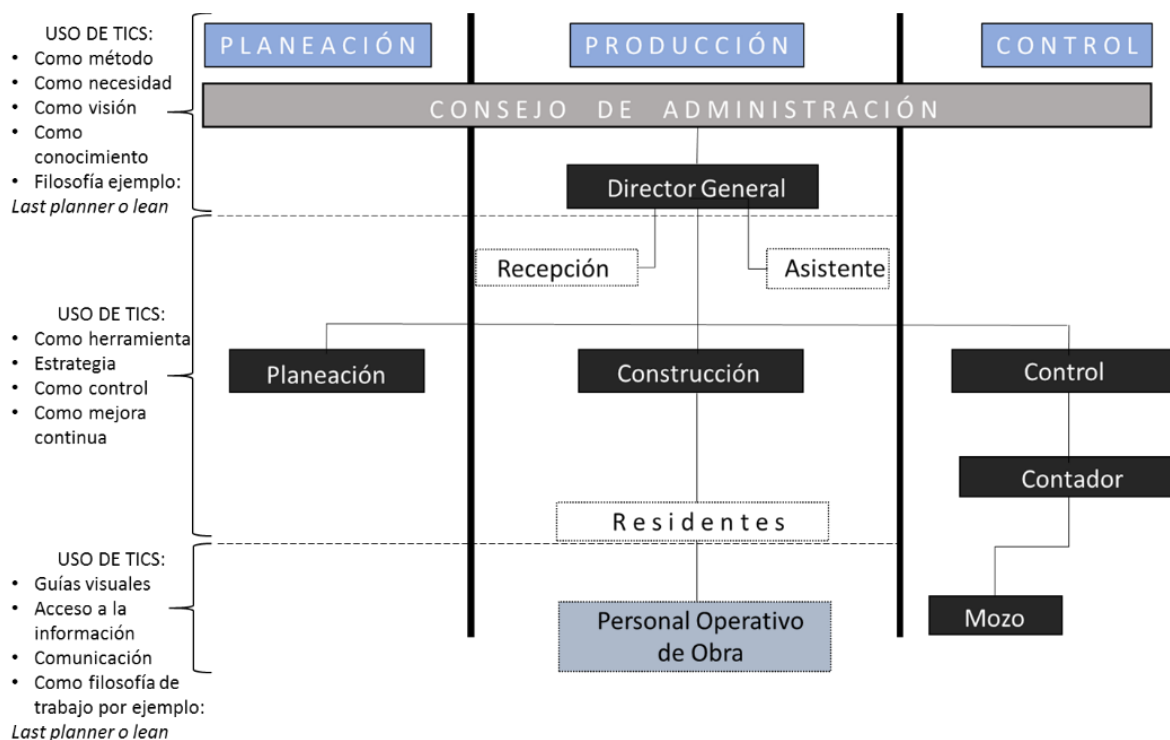 USO DE TICS:
• Como método
• Como necesidad
• Como visión
• Como
conocimiento
• Filosofía ejemplo:
Last planner o lean
PLANEACIÓN
PRODUCCIÓN
CONTROL
CONSEJO DE ADMINISTRACIÓN
Director General
Recepción
Asistente
USO DE TICS:
• Como herramienta
• Estrategia
• Como control
• Como mejora
continua
Planeación
Construcción
Control
Contador
Residentes
USO DE TICS:
• Guías visuales
• Acceso a la
información
• Comunicación
• Como filosofía de
trabajo por ejemplo:
Last planner o lean
Personal Operativo
de Obra
Mozo